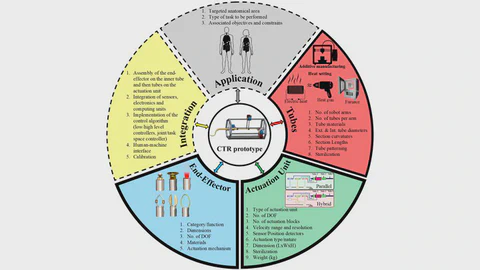 1. Targeted anatomical area
2. Type of task to be performed
3. Associated objectives and constrains
Application
Additive manufacturing
Heat setting
Electric unit
Heat gun
Furnace
1. No. of robot arms
2. No. of tubes per arm
3. Tube materials
4. Ext. & Int. tube diameters
5. Section curvatures
6. Section Lengths
7. Tube patterning
8. Sterilization
Tubes
1. Assembly of the end-
effector on the inner tube
and then tubes on the
actuation unit
2. Integration of sensors,
electronics and
computing units
3. Implementation of the
control algorithm
(low/high level
controllers, joint/task
space controller)
4. Human-machine
interface
5. Calibration
Integration
CTR prototype
End-Effector
1. Category/function
2. Dimensions
3. No. of DOF
4. Materials
5. Actuation mechanism
Actuation Unit
Parallel
Hybrid
1. Type of actuation unit
2. No. of DOF
3. No. of actuation blocks
4. Velocity range and resolution
5. Sensor/Position detectors
6. Actuation type/nature
7. Dimension (LxWxH)
8. Sterilization
9. Weight (kg)